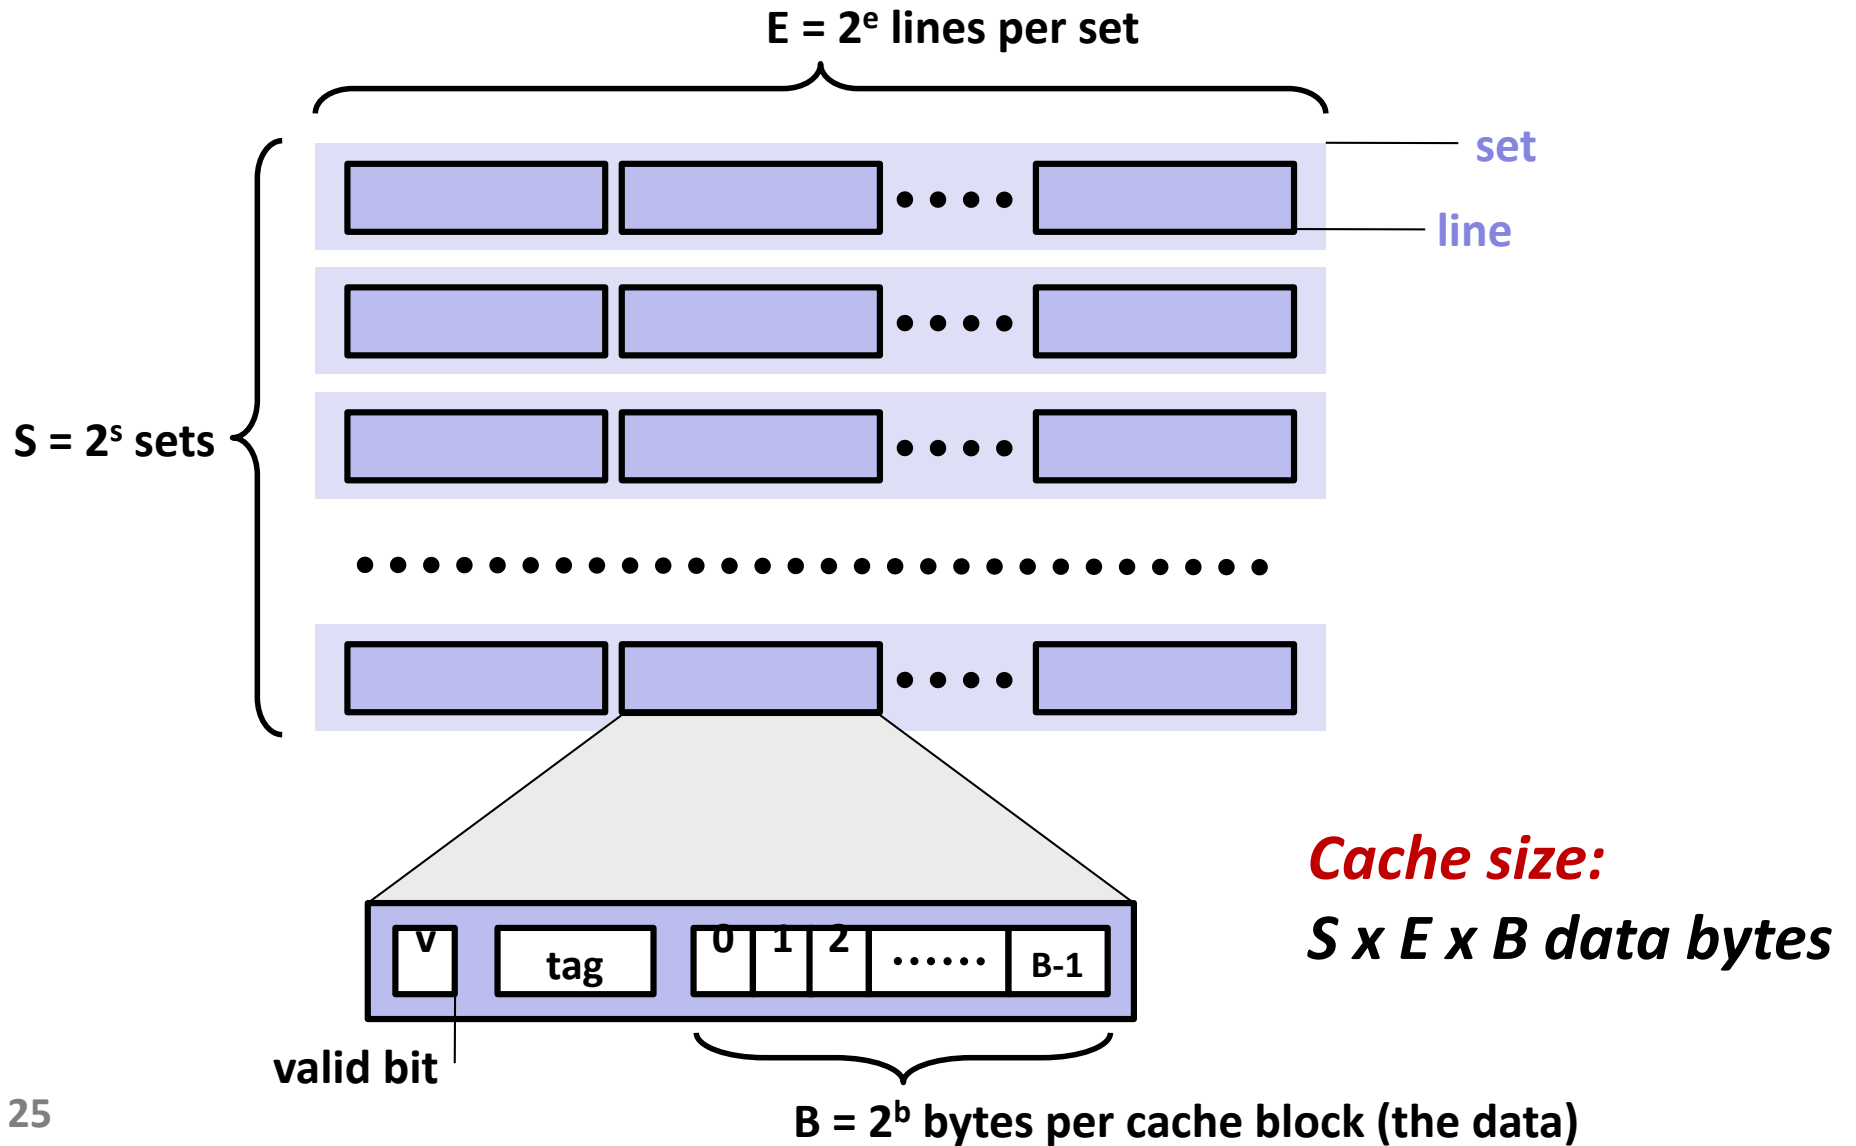 E = 2ᵉ lines per set
set
line
S = 2ˢ sets
Cache size:
S x E x B data bytes
v tag 0 1 2 ...... B-1
valid bit
B = 2ᵇ bytes per cache block (the data)
25